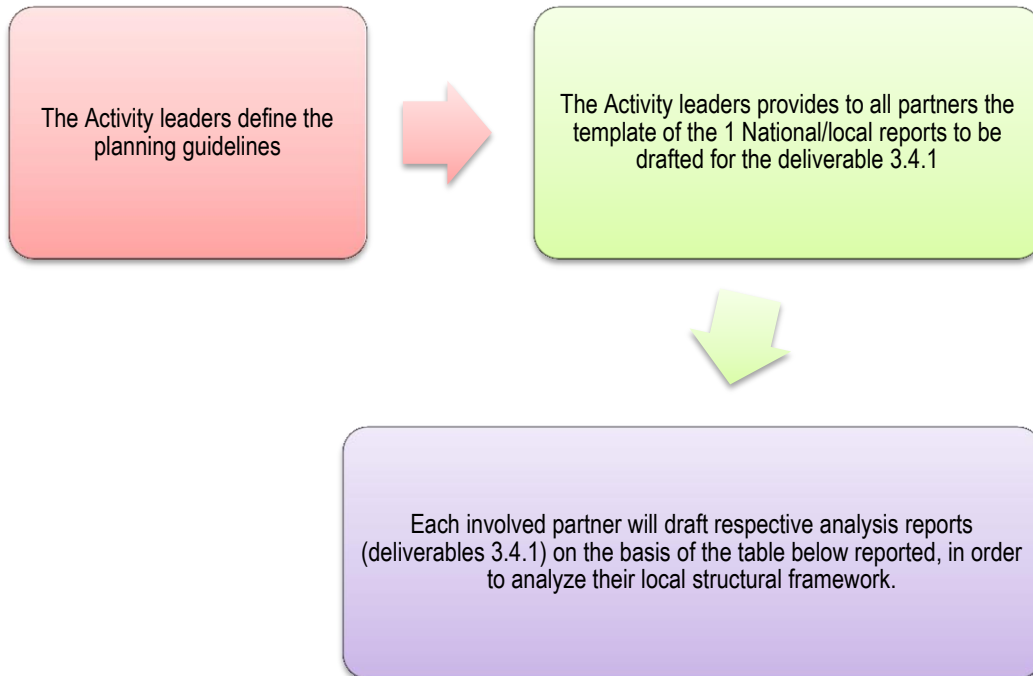 The Activity leaders define the
planning guidelines
The Activity leaders provides to all partners the
template of the 1 National/local reports to be
drafted for the deliverable 3.4.1
Each involved partner will draft respective analysis reports
(deliverables 3.4.1) on the basis of the table below reported, in order
to analyze their local structural framework.